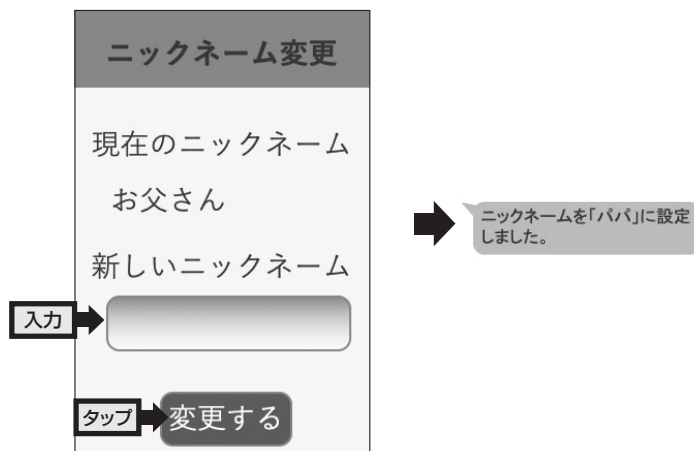 ニックネーム変更
現在のニックネーム
お父さん
新しいニックネーム
入力
タップ
変更する
ニックネームを「パパ」に設定
しました。